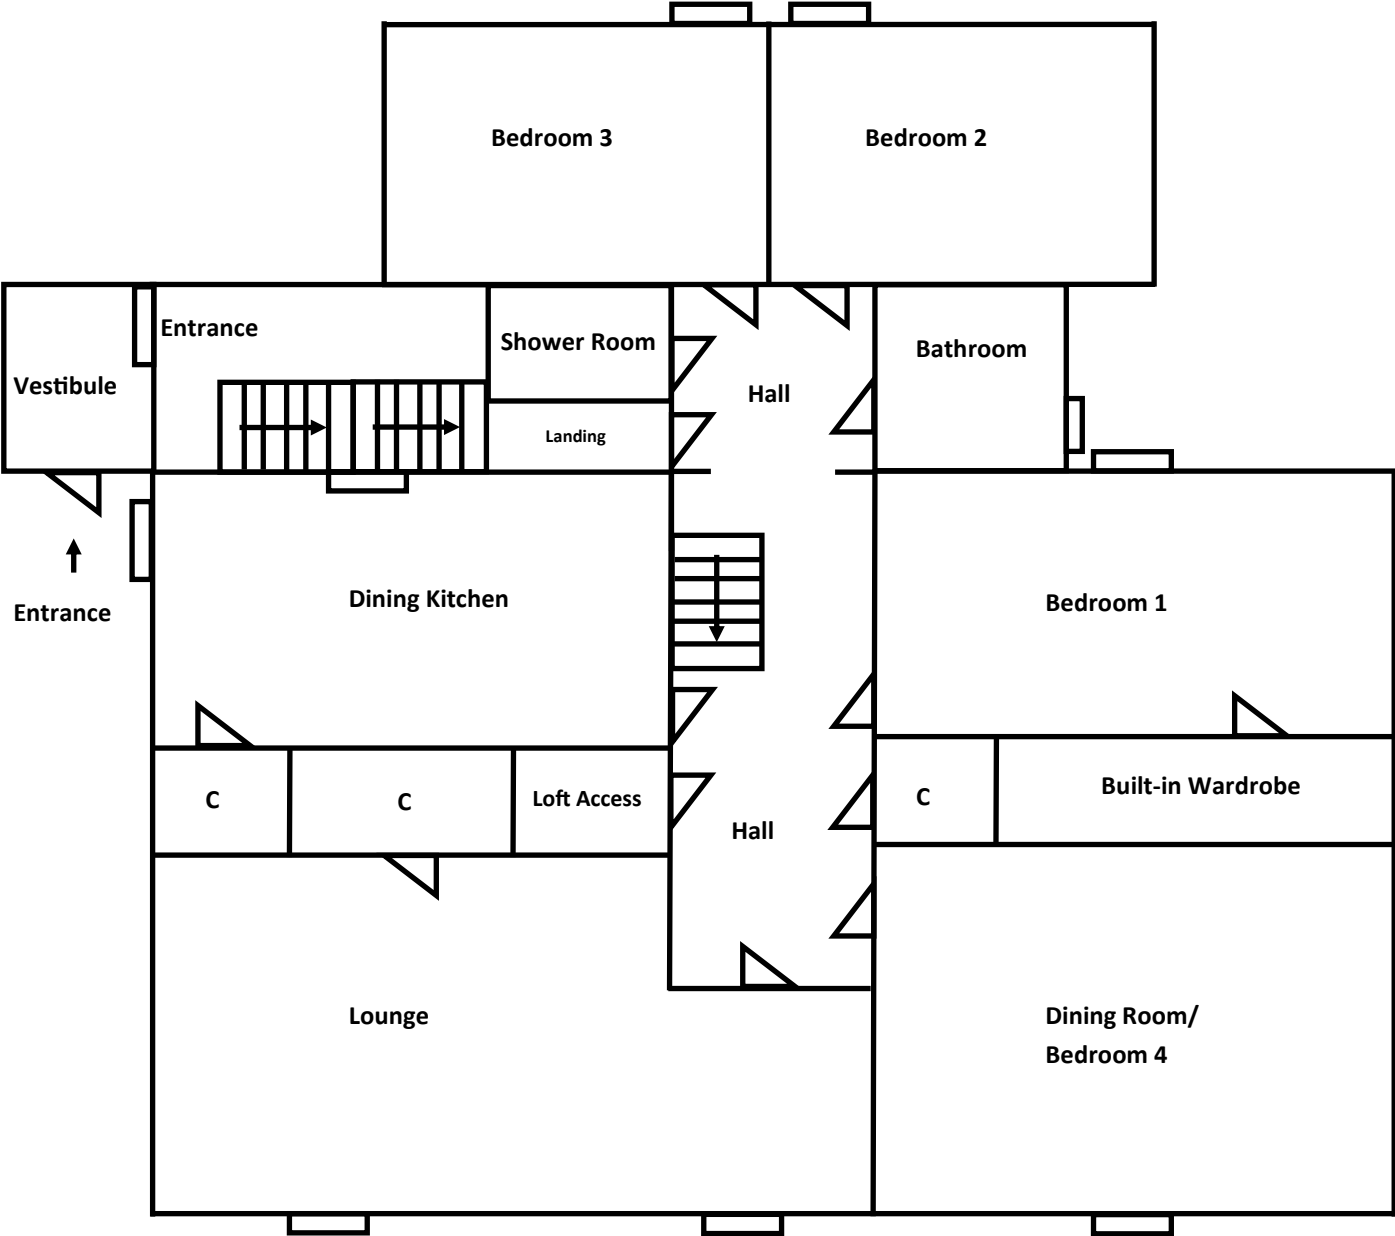 Bedroom 3
Bedroom 2
Entrance
Shower Room
Bathroom
Vestibule
Hall
Landing
Dining Kitchen
Bedroom 1
Entrance
C
C
Loft Access
C
Built-in Wardrobe
Hall
Lounge
Dining Room/
Bedroom 4